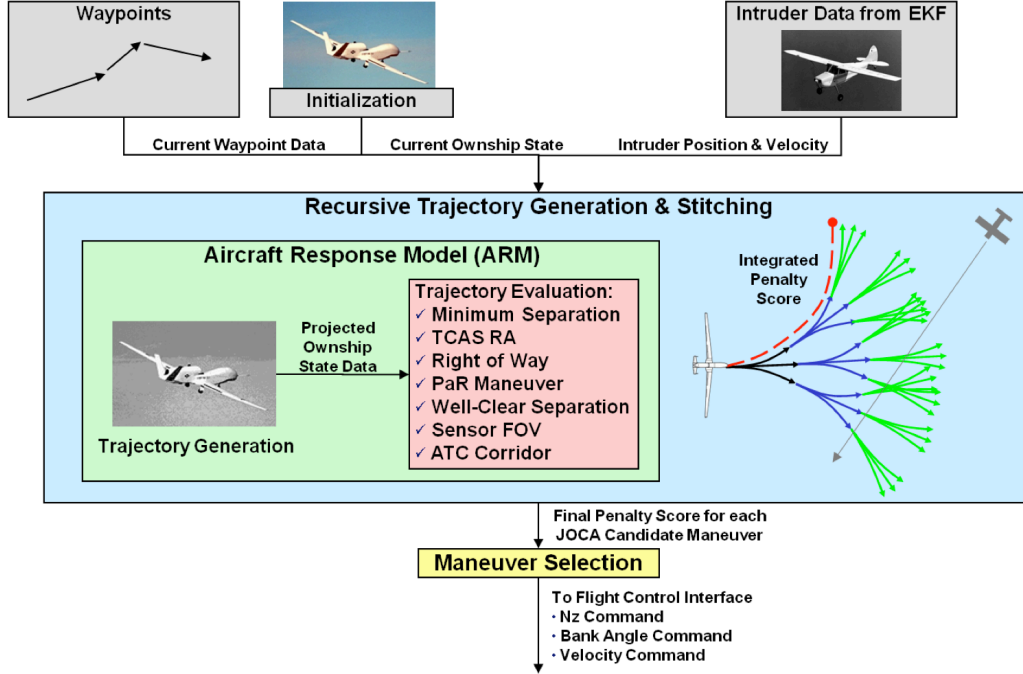 Waypoints
Initialization
Intruder Data from EKF
Current Waypoint Data
Current Ownship State
Intruder Position & Velocity
Recursive Trajectory Generation & Stitching
Aircraft Response Model (ARM)
Trajectory Generation
Projected
Ownship
State Data
Trajectory Evaluation:
✓ Minimum Separation
✓ TCAS RA
✓ Right of Way
✓ PaR Maneuver
✓ Well-Clear Separation
✓ Sensor FOV
✓ ATC Corridor
Integrated
Penalty
Score
Final Penalty Score for each
JOCA Candidate Maneuver
Maneuver Selection
To Flight Control Interface
· Nz Command
· Bank Angle Command
· Velocity Command